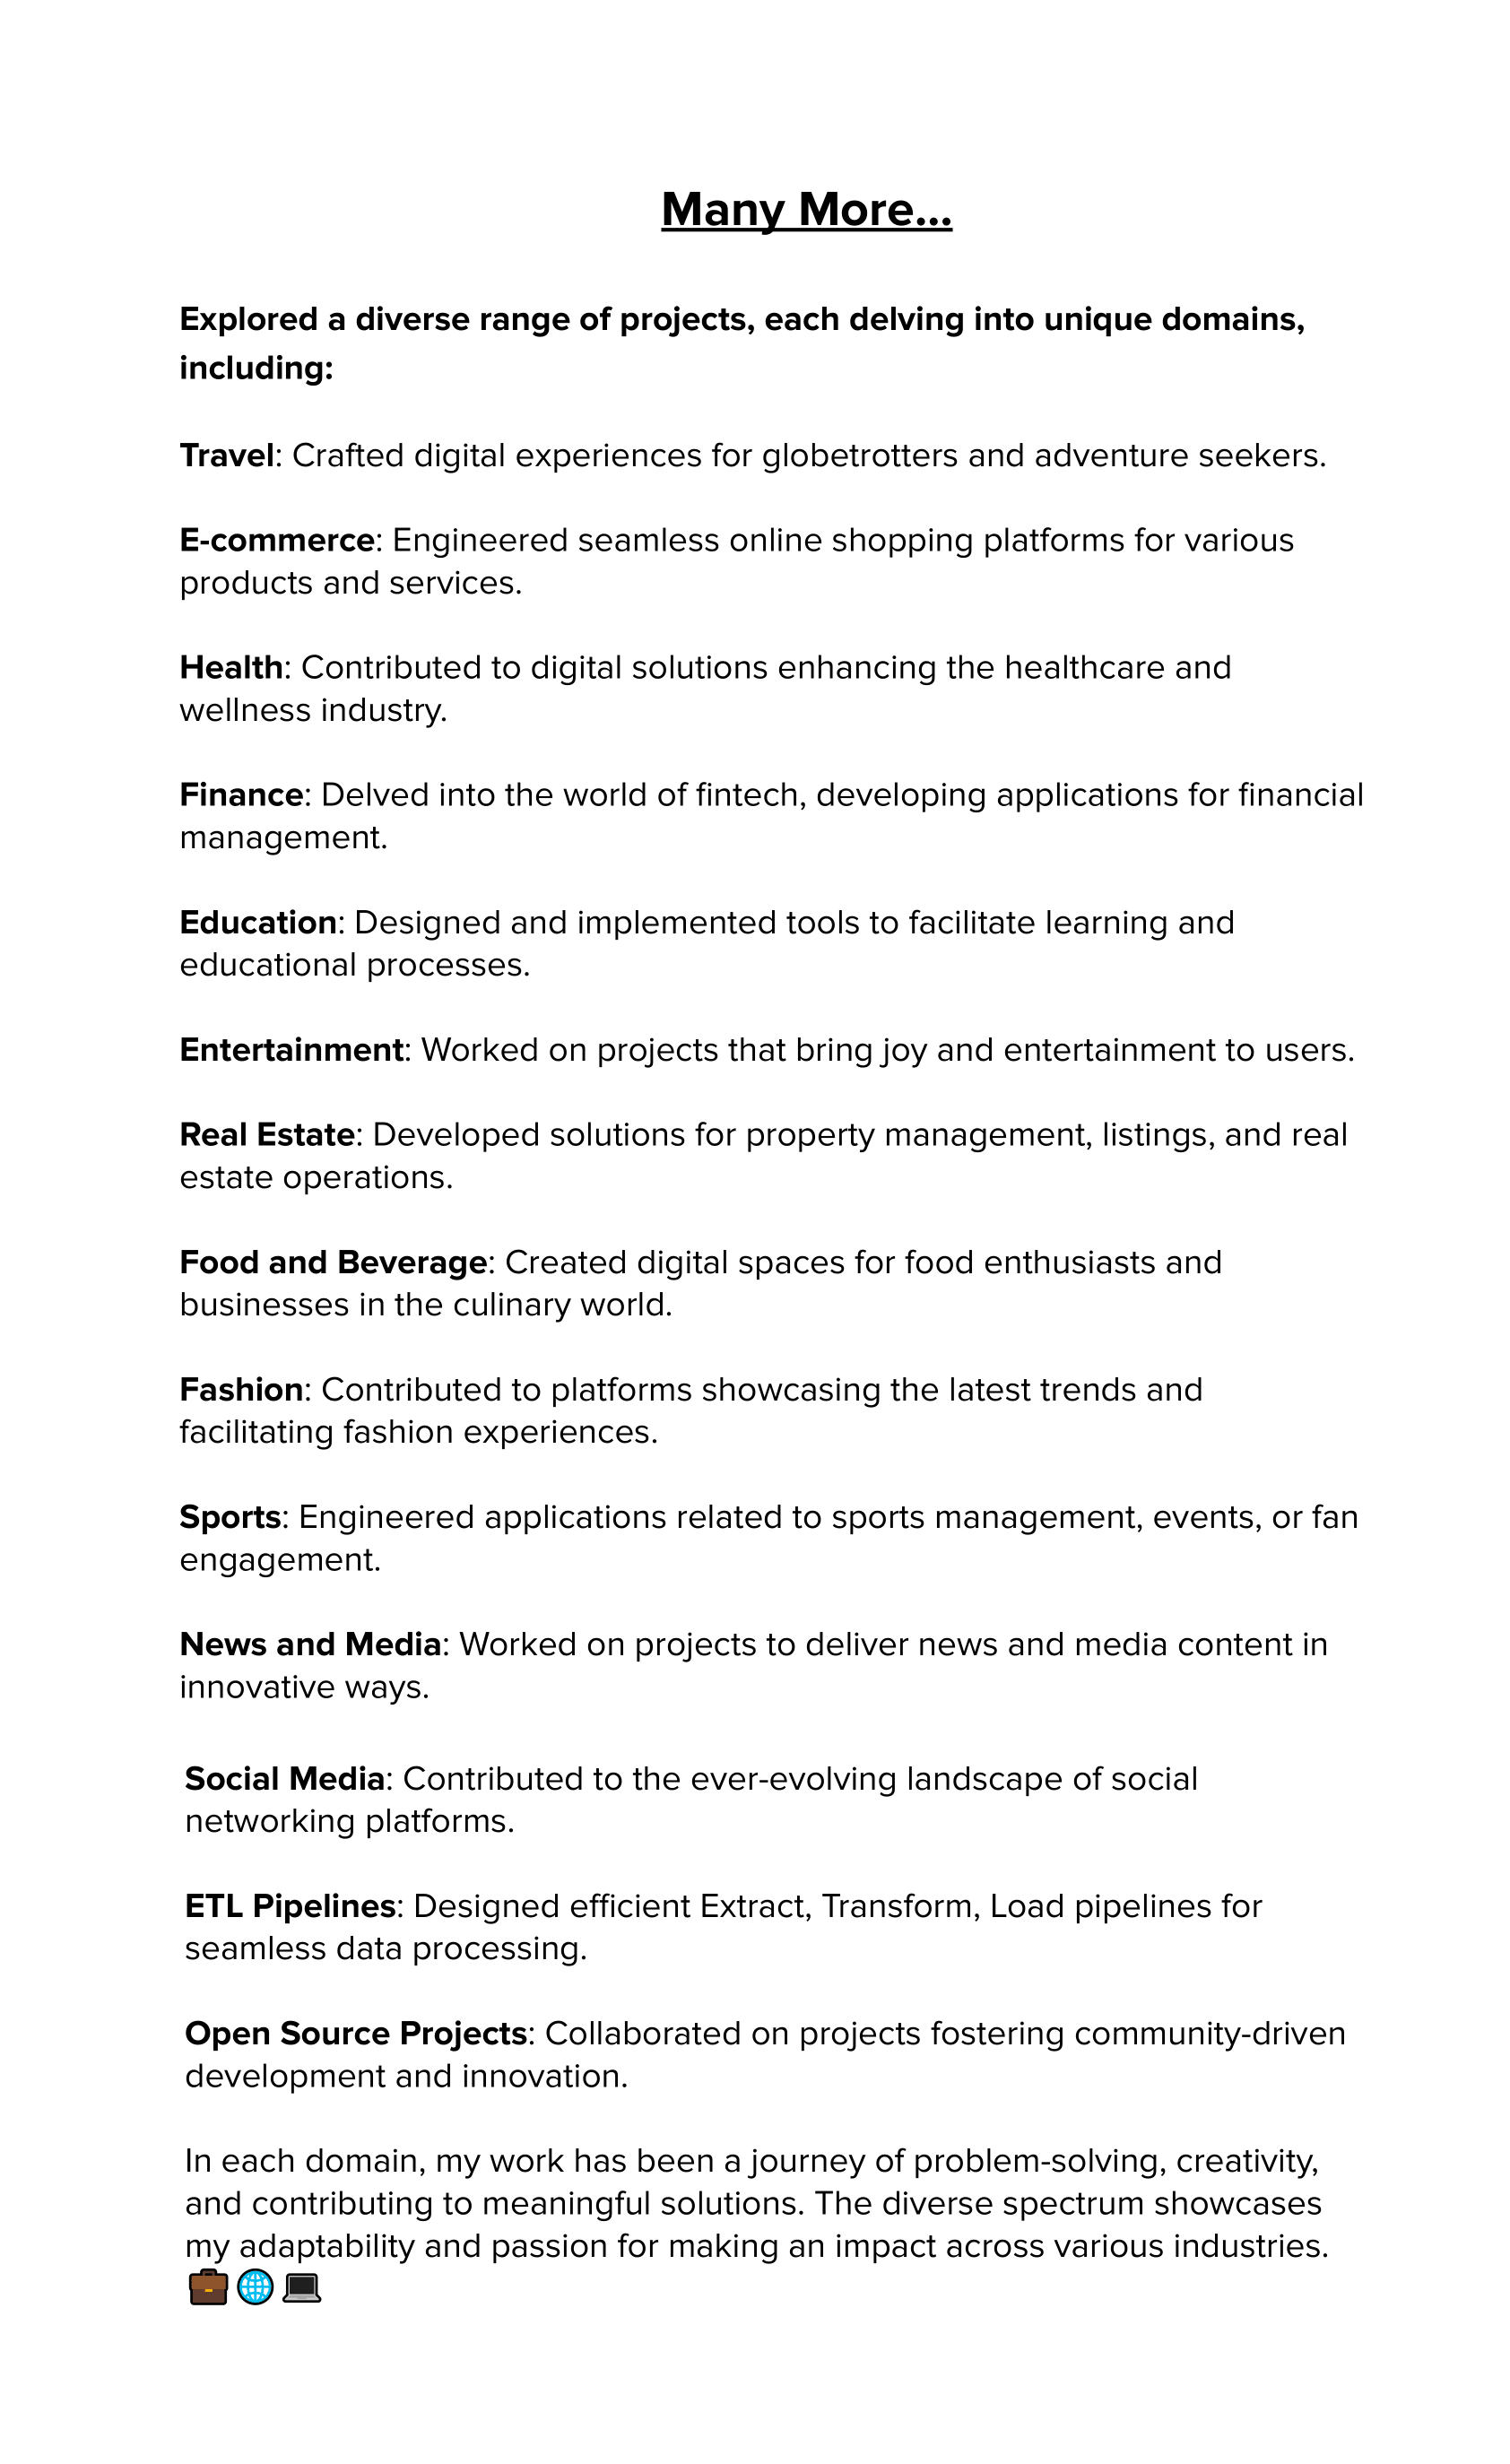 Many More...
Explored a diverse range of projects, each delving into unique domains,
including:
Travel: Crafted digital experiences for globetrotters and adventure seekers.
E-commerce: Engineered seamless online shopping platforms for various
products and services.
Health: Contributed to digital solutions enhancing the healthcare and
wellness industry.
Finance: Delved into the world of fintech, developing applications for financial
management.
Education: Designed and implemented tools to facilitate learning and
educational processes.
Entertainment: Worked on projects that bring joy and entertainment to users.
Real Estate: Developed solutions for property management, listings, and real
estate operations.
Food and Beverage: Created digital spaces for food enthusiasts and
businesses in the culinary world.
Fashion: Contributed to platforms showcasing the latest trends and
facilitating fashion experiences.
Sports: Engineered applications related to sports management, events, or fan
engagement.
News and Media: Worked on projects to deliver news and media content in
innovative ways.
Social Media: Contributed to the ever-evolving landscape of social
networking platforms.
ETL Pipelines: Designed efficient Extract, Transform, Load pipelines for
seamless data processing.
Open Source Projects: Collaborated on projects fostering community-driven
development and innovation.
In each domain, my work has been a journey of problem-solving, creativity,
and contributing to meaningful solutions. The diverse spectrum showcases
my adaptability and passion for making an impact across various industries.
💼🌐💻